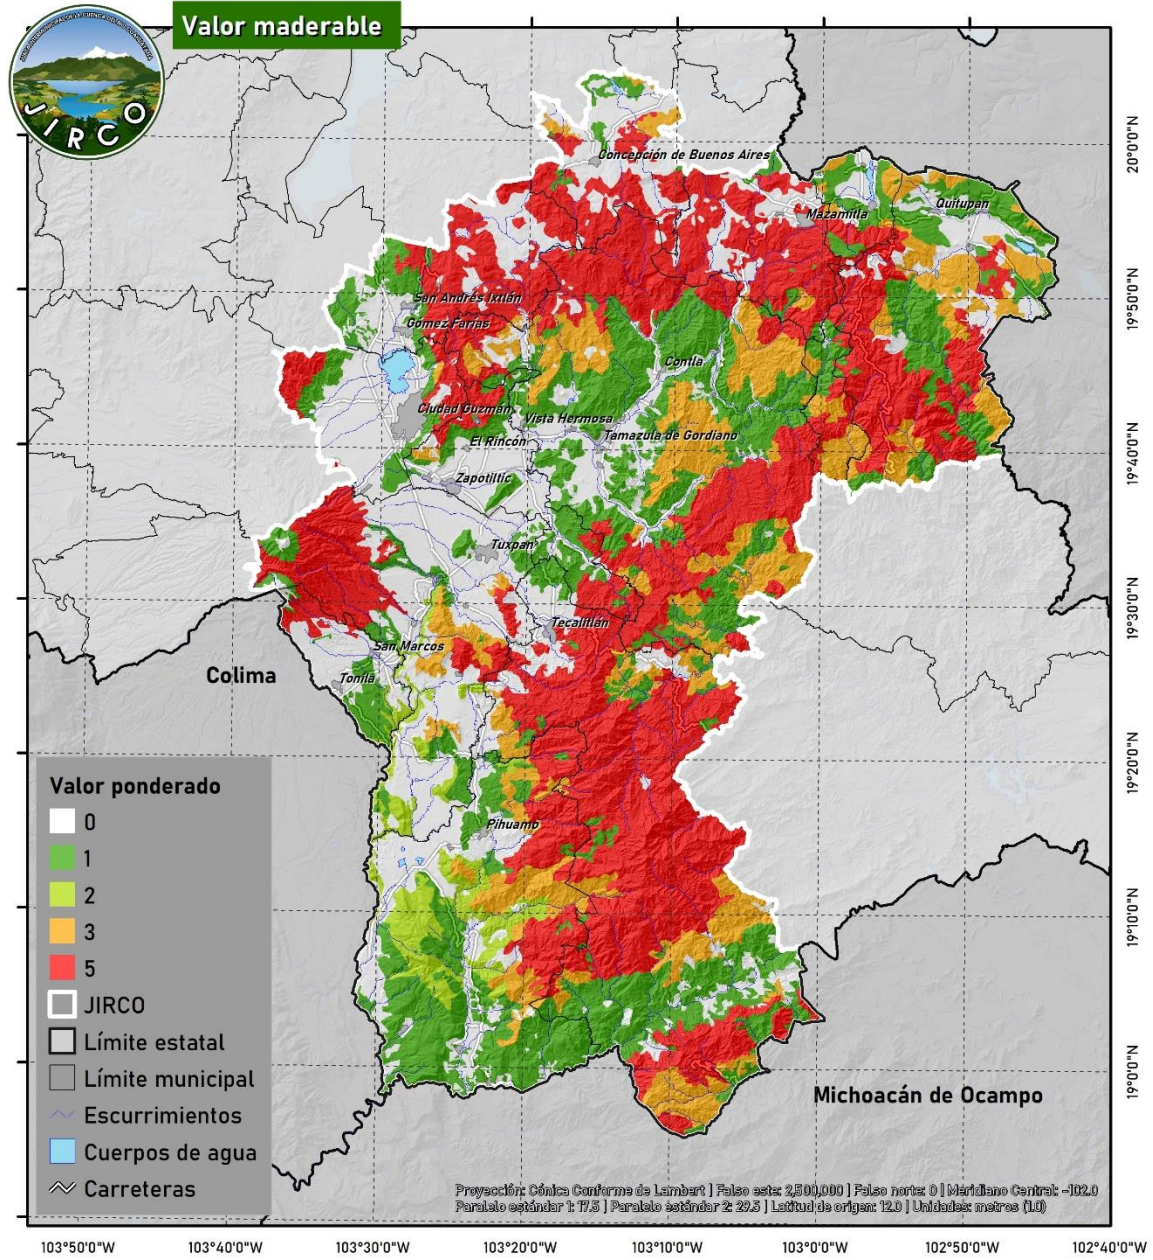 Valor maderable
JIRCO
Concepción de Buenos Aires
Mazamitla
Quitupan
San Andrés Ixtlán
Gómez Farías
Contla
Ciudad Guzmán
Vista Hermosa
El Rincón
Tamazula de Gordiano
Zapotiltic
Tuxpan
Tecalitlán
San Marcos
Colima
Tonila
Pihuamo
Michoacán de Ocampo
Valor ponderado
0
1
2
3
5
JIRCO
Límite estatal
Límite municipal
Escurrimientos
Cuerpos de agua
Carreteras
Proyección: Cónica Conforme de Lambert | Falso este: 2,500,000 | Falso norte: 0 | Meridiano Central: -102.0
Paralelo estándar 1: 17.5 | Paralelo estándar 2: 29.5 | Latitud de origen: 12.0 | Unidades: metros (1.0)
20°0'0"N
19°50'0"N
19°40'0"N
19°30'0"N
19°20'0"N
19°10'0"N
19°0'0"N
103°50'0"W
103°40'0"W
103°30'0"W
103°20'0"W
103°10'0"W
103°0'0"W
102°50'0"W
102°40'0"W